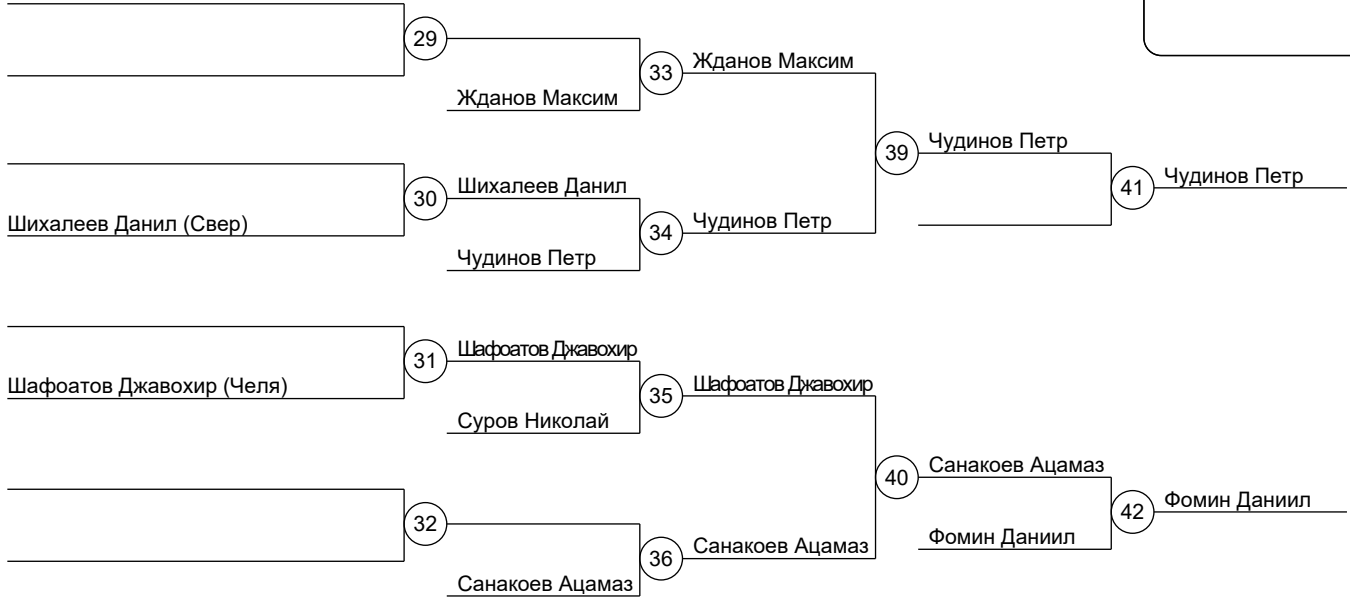 29
33
Жданов Максим
Жданов Максим
39
Чудинов Петр
41
Чудинов Петр
30
Шихалеев Данил
Шихалеев Данил (Свер)
34
Чудинов Петр
Чудинов Петр
31
Шафоатов Джавохир
Шафоатов Джавохир (Челя)
35
Шафоатов Джавохир
Суров Николай
40
Санакоев Ацамаз
42
Фомин Даниил
Фомин Даниил
32
36
Санакоев Ацамаз
Санакоев Ацамаз